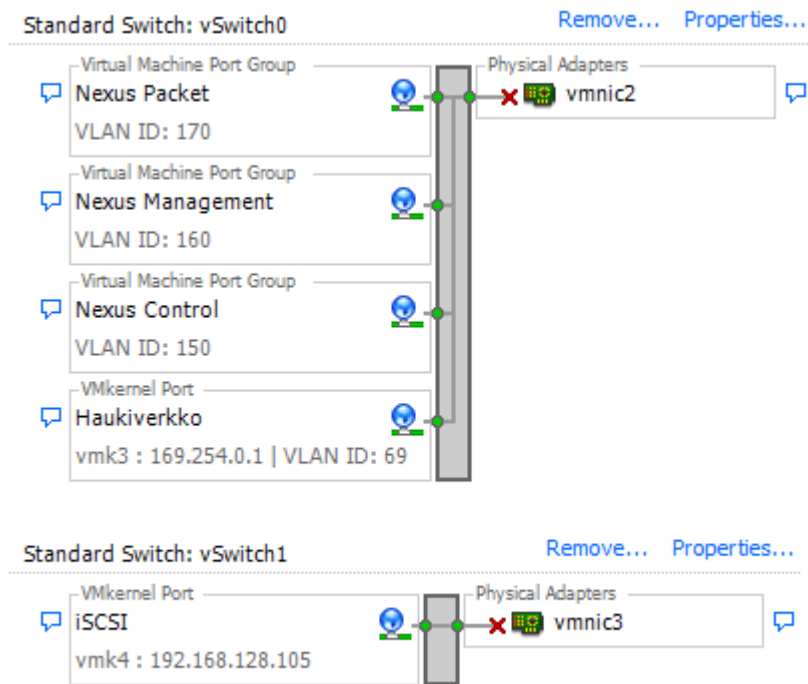 Standard Switch: vSwitch0 Remove... Properties...
Virtual Machine Port Group Physical Adapters
Nexus Packet vmnic2
VLAN ID: 170
Virtual Machine Port Group
Nexus Management
VLAN ID: 160
Virtual Machine Port Group
Nexus Control
VLAN ID: 150
VMkernel Port
Haukiverkko
vmk3 : 169.254.0.1 | VLAN ID: 69
Standard Switch: vSwitch1 Remove... Properties...
VMkernel Port Physical Adapters
iSCSI vmnic3
vmk4 : 192.168.128.105